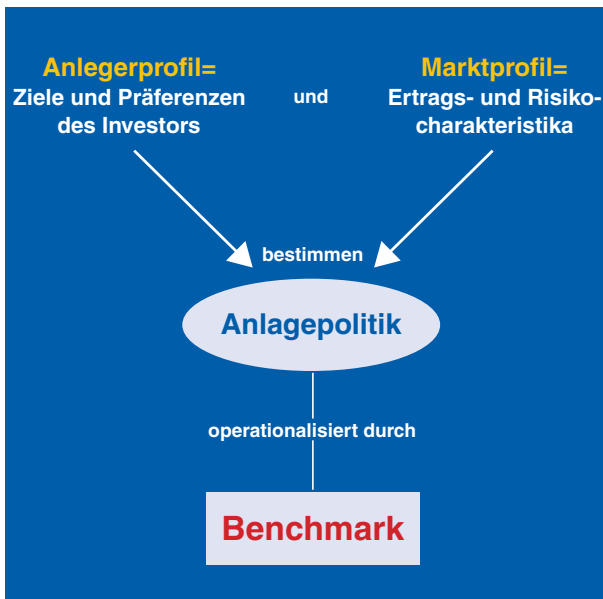 Anlegerprofil=
Ziele und Präferenzen
des Investors
und
Marktprofil=
Ertrags- und Risiko-
charakteristika
bestimmen
Anlagepolitik
operationalisiert durch
Benchmark